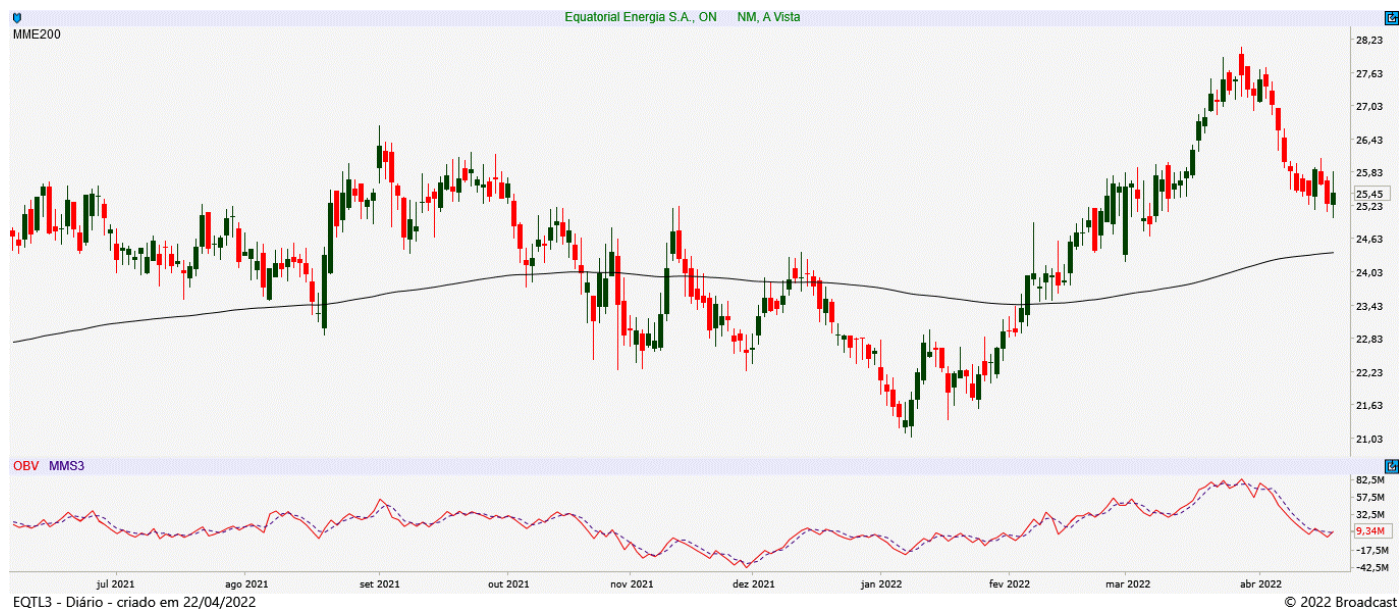 Equatorial Energia S.A., ON NM, A Vista
MME200
28,23
27,63
27,03
26,43
25,83
25,45
25,23
24,63
24,03
23,43
22,83
22,23
21,63
21,03
OBV MMS3
82,5M
57,5M
32,5M
9,34M
-17,5M
-42,5M
jul 2021 ago 2021 set 2021 out 2021 nov 2021 dez 2021 jan 2022 fev 2022 mar 2022 abr 2022
EQTL3 - Diário - criado em 22/04/2022 © 2022 Broadcast